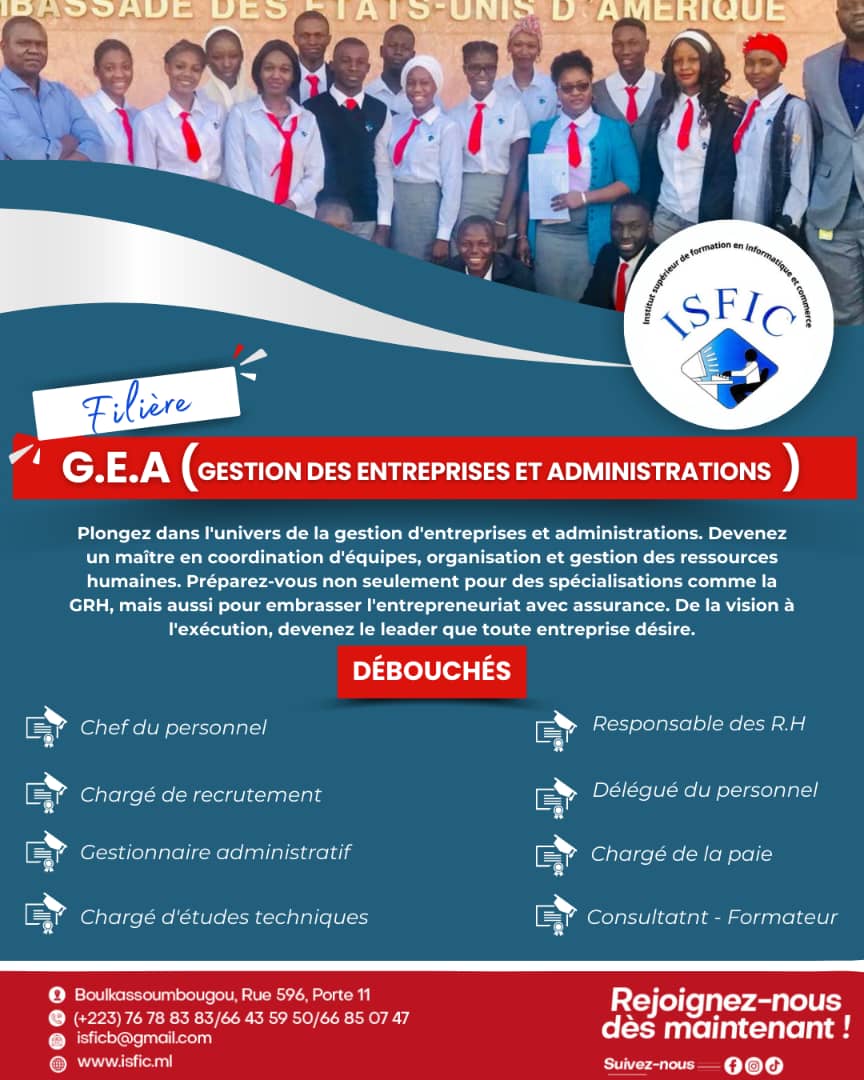 MBASSADE DES ÉTATS-UNIS D'AMÉRIQUE
Institut supérieur de formation en informatique et commerce
ISFIC
Filière
G.E.A (GESTION DES ENTREPRISES ET ADMINISTRATIONS )
Plongez dans l'univers de la gestion d'entreprises et administrations. Devenez
un maître en coordination d'équipes, organisation et gestion des ressources
humaines. Préparez-vous non seulement pour des spécialisations comme la
GRH, mais aussi pour embrasser l'entrepreneuriat avec assurance. De la vision à
l'exécution, devenez le leader que toute entreprise désire.
DÉBOUCHÉS
Chef du personnel
Responsable des R.H
Chargé de recrutement
Délégué du personnel
Gestionnaire administratif
Chargé de la paie
Chargé d'études techniques
Consultatnt - Formateur
Boulkassoumbougou, Rue 596, Porte 11
(+223) 76 78 83 83/66 43 59 50/66 85 07 47
isficb@gmail.com
www.isfic.ml
Rejoignez-nous
dès maintenant !
Suivez-nous